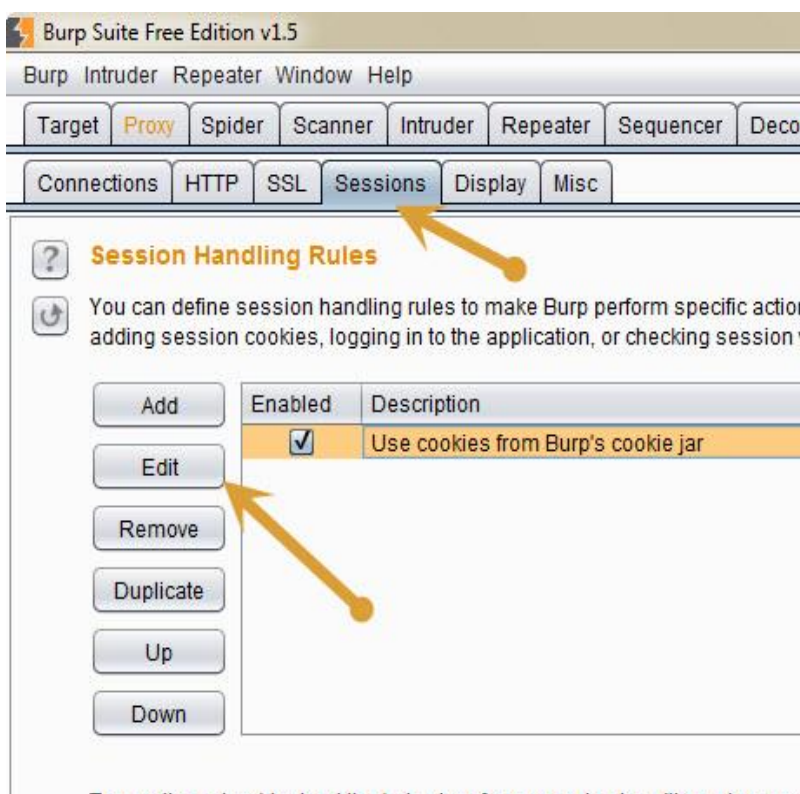 Burp Suite Free Edition v1.5
Burp Intruder Repeater Window Help
Target Proxy Spider Scanner Intruder Repeater Sequencer Deco
Connections HTTP SSL Sessions Display Misc
? Session Handling Rules
You can define session handling rules to make Burp perform specific action
adding session cookies, logging in to the application, or checking session
Add
Enabled Description
Use cookies from Burp's cookie jar
Edit
Remove
Duplicate
Up
Down